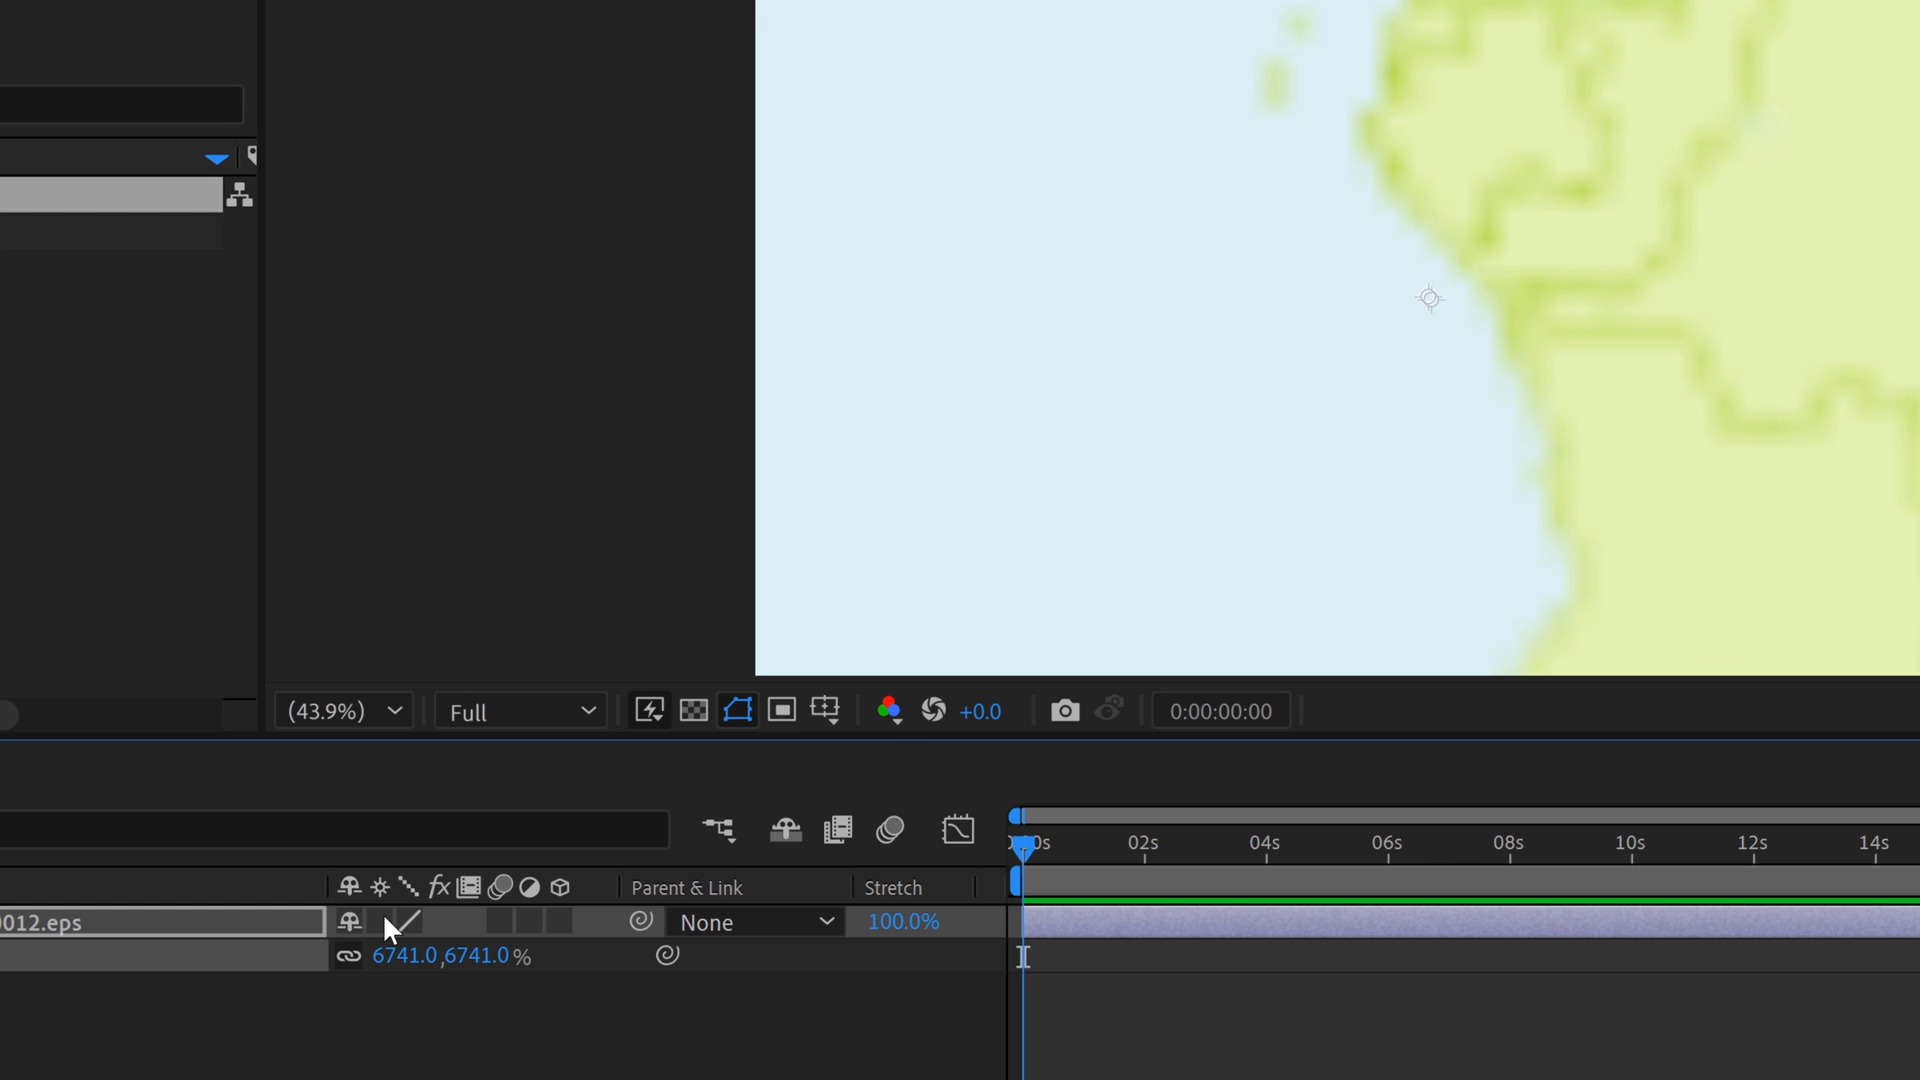 (43.9%)
Full
+0.0
0:00:00:00
02s
04s
06s
08s
10s
12s
14s
fx
Parent & Link
Stretch
012.eps
None
100.0%
6741.0,6741.0 %